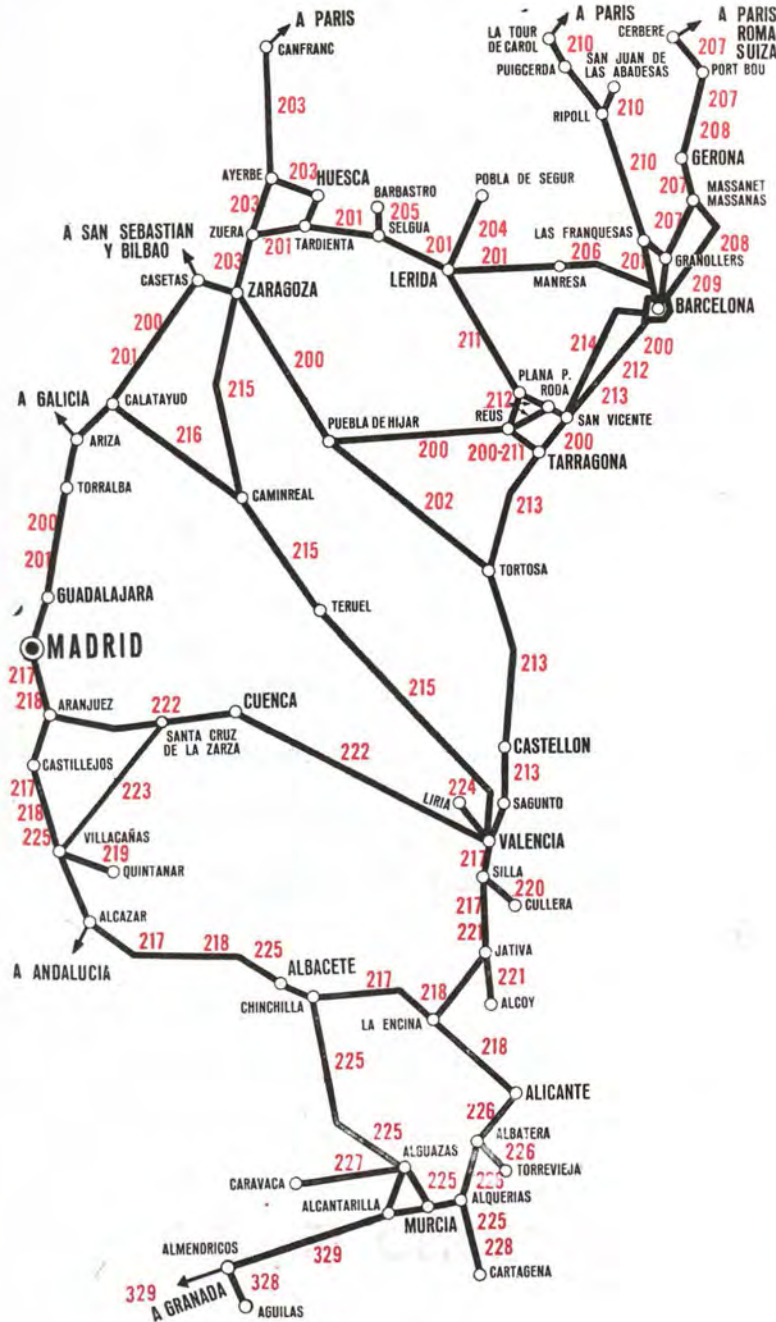 A PARIS
CANFRANC
203
AYERBE
203
HUESCA
203
ZUERA
201
TARDIENTA
201
BARBASTRO
205
SELGUA
POBLA DE SEGUR
204
201
201
LERIDA
206
MANRESA
A PARIS
LA TOUR
DE CAROL
210
PUIGCERDA
SAN JUAN DE
LAS ABADESAS
210
RIPOLL
210
A PARIS
ROMA
SUIZA
CERBERE
207
PORT BOU
207
208
GERONA
207
MASSANET
MASSANAS
LAS FRANQUESAS
207
201
GRANOLLERS
208
209
BARCELONA
200
A SAN SEBASTIAN
Y BILBAO
CASETAS
203
ZARAGOZA
200
201
200
211
214
212
213
A GALICIA
CALATAYUD
215
216
PLANA P.
RODA
212
REUS
SAN VICENTE
PUEBLA DE HIJAR
200
200-211
200
TARRAGONA
ARIZA
TORRALBA
200
201
CAMINREAL
202
213
TORTOSA
215
TERUEL
GUADALAJARA
MADRID
217
218
213
215
ARANJUEZ
222
SANTA CRUZ
DE LA ZARZA
CUENCA
222
CASTELLON
213
CASTILLEJOS
217
218
223
224
LIRIA
SAGUNTO
VALENCIA
225
VILLACAÑAS
219
QUINTANAR
217
SILLA
220
CULLERA
217
ALCAZAR
A ANDALUCIA
217
218
225
ALBACETE
CHINCHILLA
217
218
221
JATIVA
221
ALCOY
LA ENCINA
218
225
ALICANTE
226
ALBATERA
226
TORREVIEJA
225
ALGUAZAS
227
CARAVACA
225
226
ALCANTARILLA
MURCIA
ALQUERIAS
225
228
CARTAGENA
ALMENDRICOS
329
329
A GRANADA
328
AGUILAS